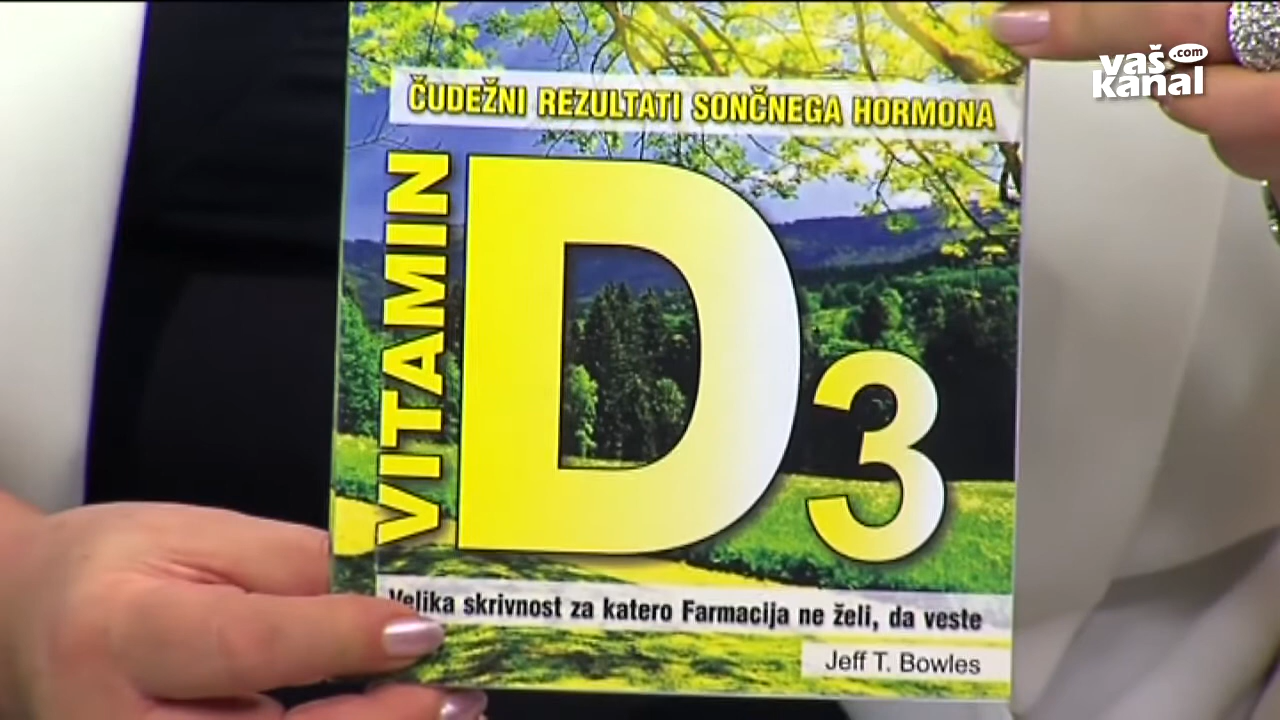 vaš .com
kanal
ČUDEŽNI REZULTATI SONČNEGA HORMONA
VITAMIN
D3
Velika skrivnost za katero Farmacija ne želi, da veste
Jeff T. Bowles